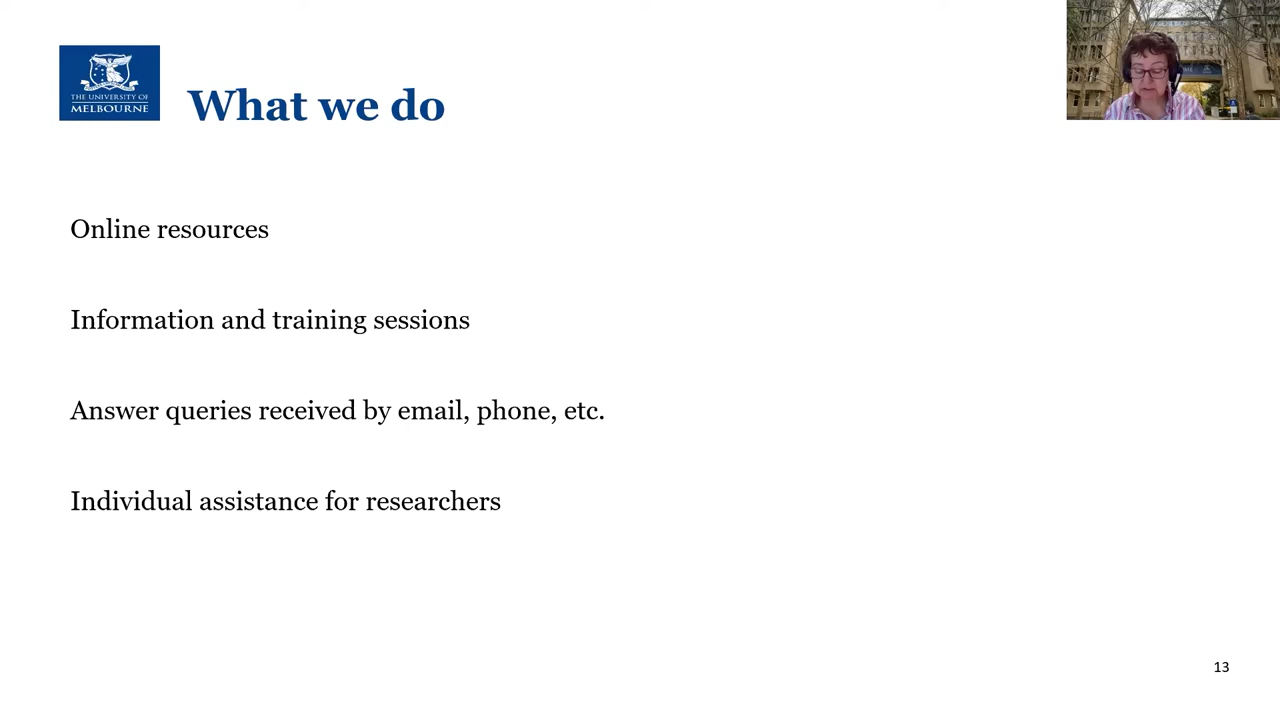 THE UNIVERSITY OF
MELBOURNE
What we do
Online resources
Information and training sessions
Answer queries received by email, phone, etc.
Individual assistance for researchers
13